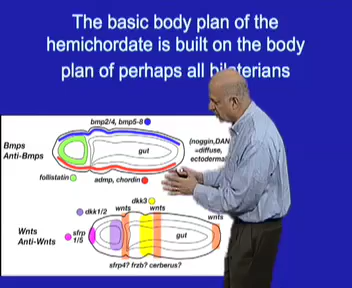 The basic body plan of the
hemichordate is built on the body
plan of perhaps all bilaterians
bmp2/4, bmp5-8
Bmps
Anti-Bmps
gut
(noggin,DAN
=diffuse,
ectoderma
follistatin
admp, chordin
dkk3
dkk1/2
wnts
wnts
wnts
Wnts
Anti-Wnts
sfrp
1/5
gut
sfrp4? frzb? cerberus?